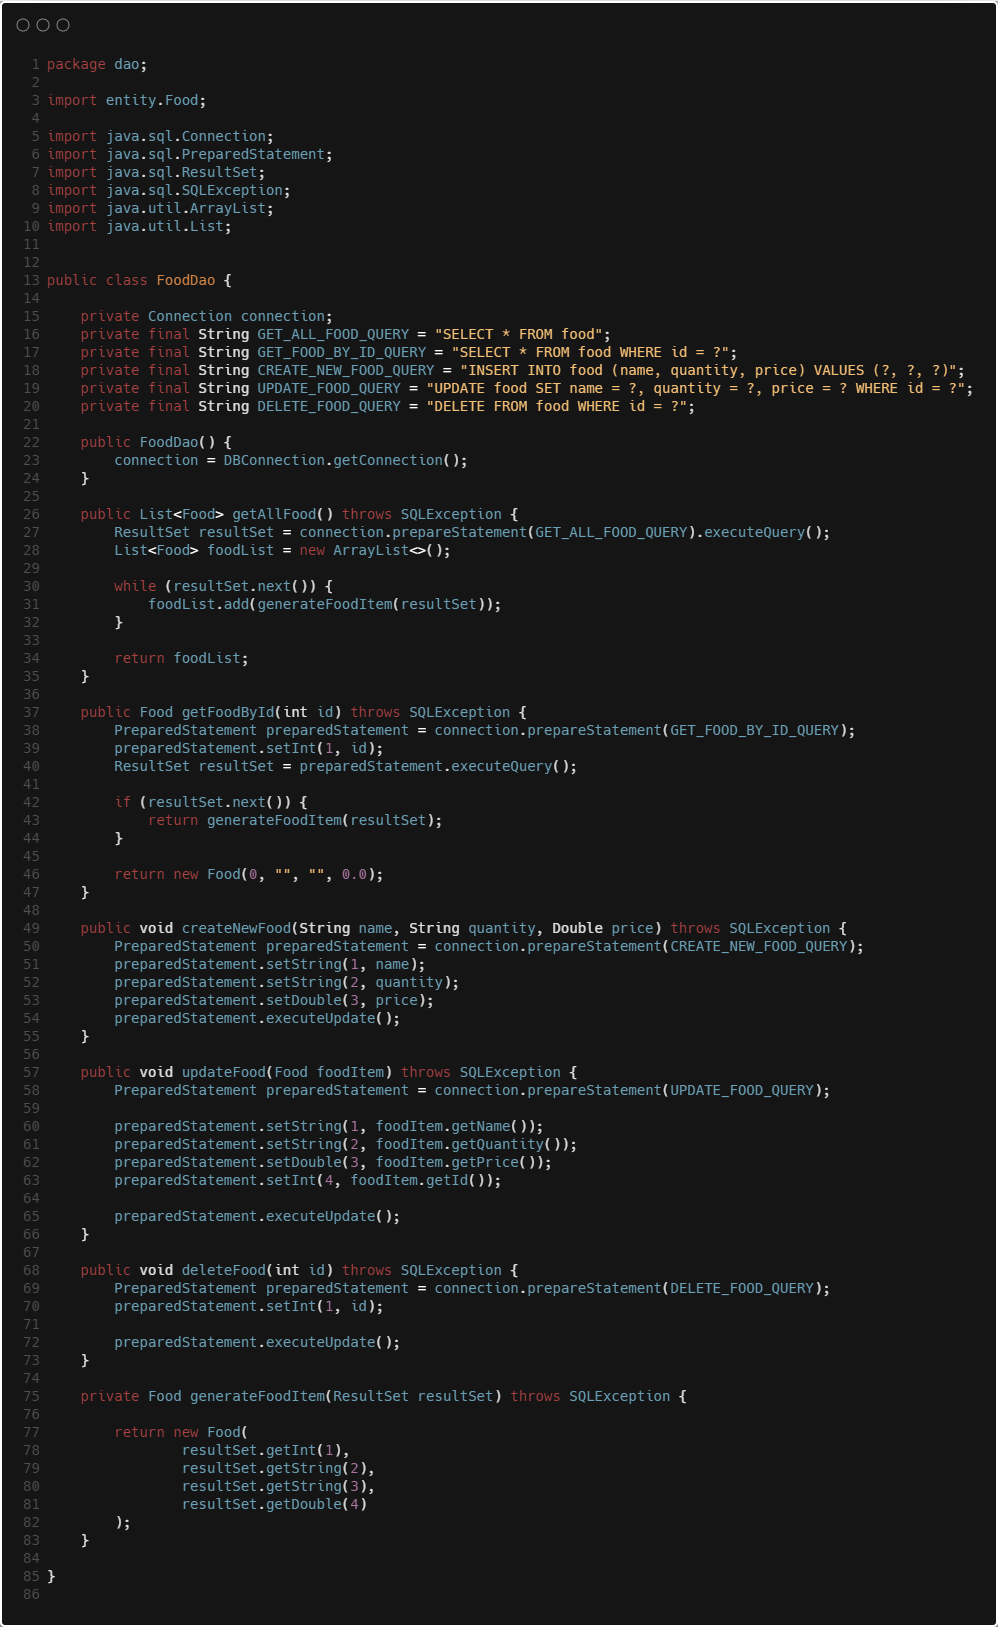 1 package dao;
2
3 import entity.Food;
4
5 import java.sql.Connection;
6 import java.sql.PreparedStatement;
7 import java.sql.ResultSet;
8 import java.sql.SQLException;
9 import java.util.ArrayList;
10 import java.util.List;
11
12
13 public class FoodDao {
14
15     private Connection connection;
16     private final String GET_ALL_FOOD_QUERY = "SELECT * FROM food";
17     private final String GET_FOOD_BY_ID_QUERY = "SELECT * FROM food WHERE id = ?";
18     private final String CREATE_NEW_FOOD_QUERY = "INSERT INTO food (name, quantity, price) VALUES (?, ?, ?)";
19     private final String UPDATE_FOOD_QUERY = "UPDATE food SET name = ?, quantity = ?, price = ? WHERE id = ?";
20     private final String DELETE_FOOD_QUERY = "DELETE FROM food WHERE id = ?";
21
22     public FoodDao() {
23         connection = DBConnection.getConnection();
24     }
25
26     public List<Food> getAllFood() throws SQLException {
27         ResultSet resultSet = connection.prepareStatement(GET_ALL_FOOD_QUERY).executeQuery();
28         List<Food> foodList = new ArrayList<>();
29
30         while (resultSet.next()) {
31             foodList.add(generateFoodItem(resultSet));
32         }
33
34         return foodList;
35     }
36
37     public Food getFoodById(int id) throws SQLException {
38         PreparedStatement preparedStatement = connection.prepareStatement(GET_FOOD_BY_ID_QUERY);
39         preparedStatement.setInt(1, id);
40         ResultSet resultSet = preparedStatement.executeQuery();
41
42         if (resultSet.next()) {
43             return generateFoodItem(resultSet);
44         }
45
46         return new Food(0, "", "", 0.0);
47     }
48
49     public void createNewFood(String name, String quantity, Double price) throws SQLException {
50         PreparedStatement preparedStatement = connection.prepareStatement(CREATE_NEW_FOOD_QUERY);
51         preparedStatement.setString(1, name);
52         preparedStatement.setString(2, quantity);
53         preparedStatement.setDouble(3, price);
54         preparedStatement.executeUpdate();
55     }
56
57     public void updateFood(Food foodItem) throws SQLException {
58         PreparedStatement preparedStatement = connection.prepareStatement(UPDATE_FOOD_QUERY);
59
60         preparedStatement.setString(1, foodItem.getName());
61         preparedStatement.setString(2, foodItem.getQuantity());
62         preparedStatement.setDouble(3, foodItem.getPrice());
63         preparedStatement.setInt(4, foodItem.getId());
64
65         preparedStatement.executeUpdate();
66     }
67
68     public void deleteFood(int id) throws SQLException {
69         PreparedStatement preparedStatement = connection.prepareStatement(DELETE_FOOD_QUERY);
70         preparedStatement.setInt(1, id);
71
72         preparedStatement.executeUpdate();
73     }
74
75     private Food generateFoodItem(ResultSet resultSet) throws SQLException {
76
77         return new Food(
78                 resultSet.getInt(1),
79                 resultSet.getString(2),
80                 resultSet.getString(3),
81                 resultSet.getDouble(4)
82         );
83     }
84
85 }
86